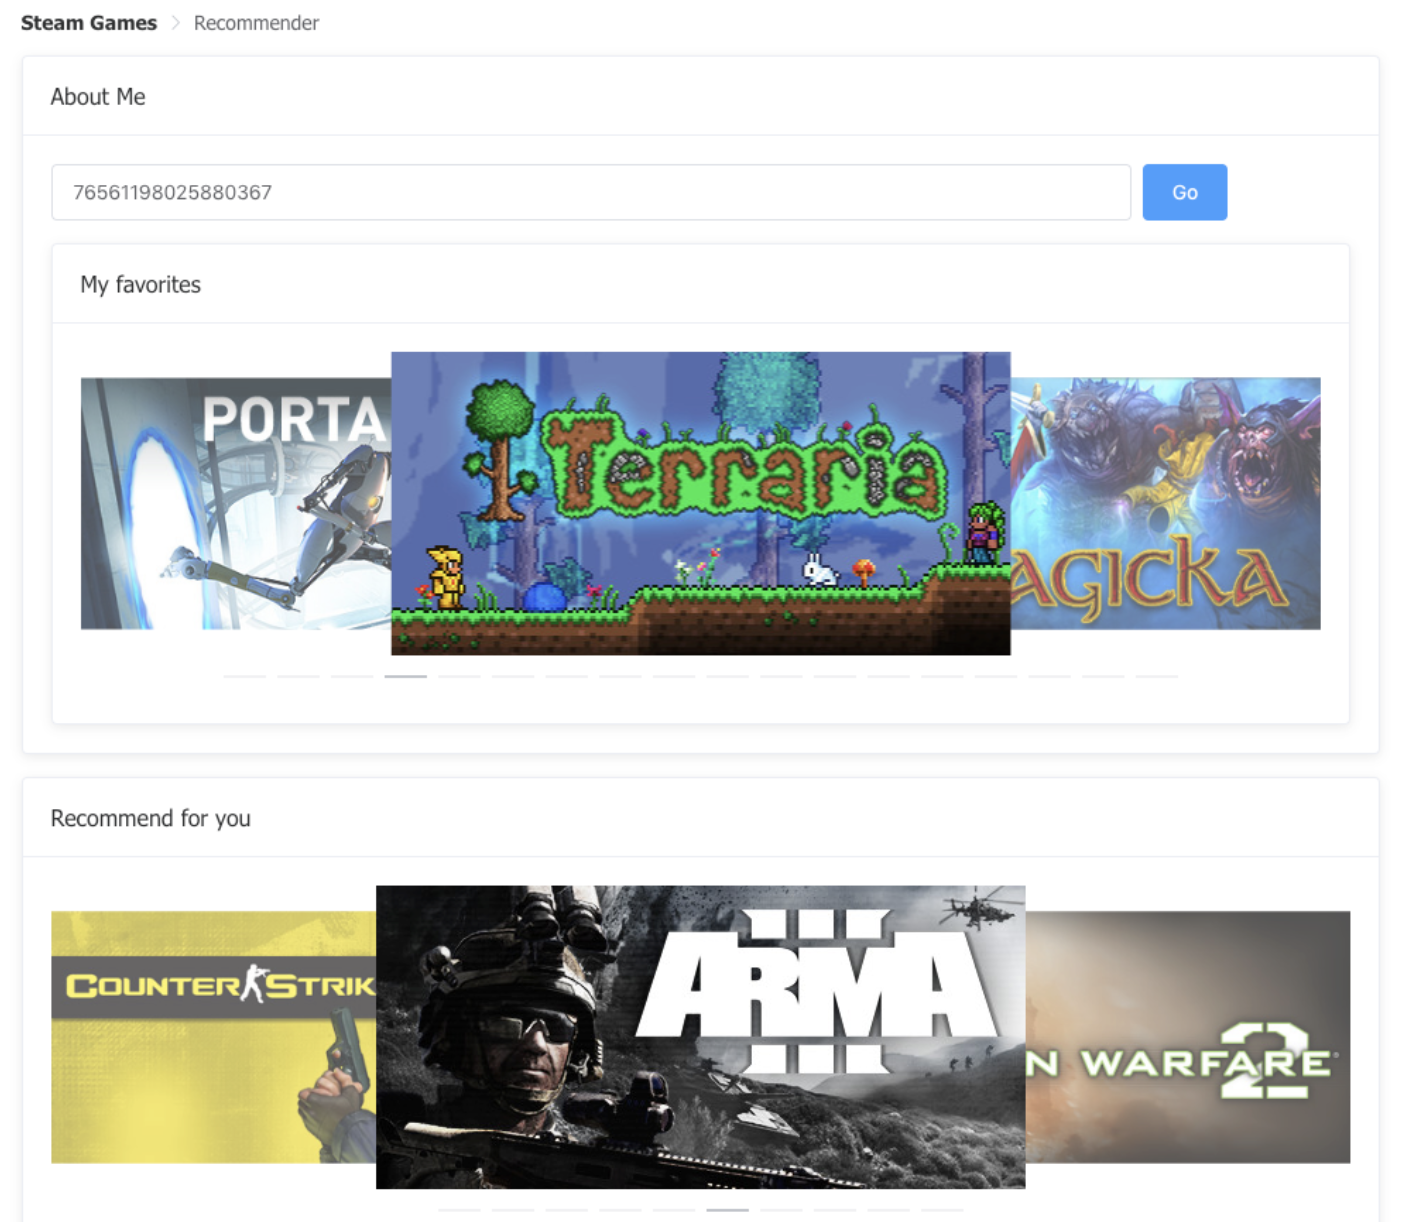 Steam Games > Recommender
About Me
76561198025880367
Go
My favorites
PORTA
Terraria
AGICKA
Recommend for you
COUNTER STRIK
ARMA
III
N WARFARE 2